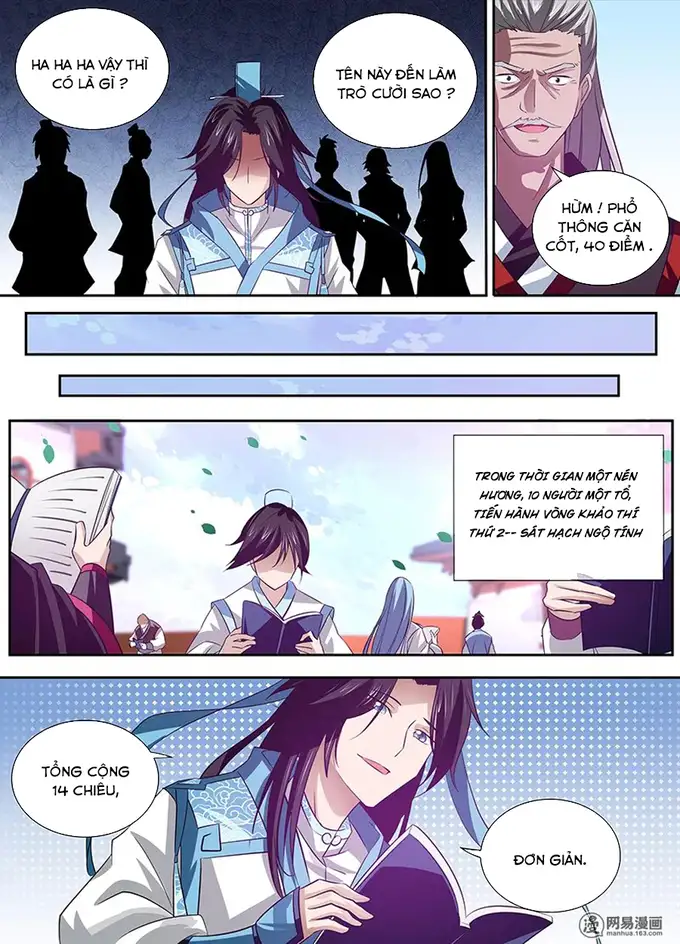 HA HA HA VẬY THÌ
CÓ LÀ GÌ ?
TÊN NÀY ĐẾN LÀM
TRÒ CƯỜI SAO ?
HỪM ! PHỔ
THÔNG CĂN
CỐT, 40 ĐIỂM .
TRONG THỜI GIAN MỘT NÉN
HƯƠNG, 10 NGƯỜI MỘT TỔ,
TIẾN HÀNH VÒNG KHẢO THÍ
THỨ 2-- SÁT HẠCH NGỘ TÍNH
TỔNG CỘNG
14 CHIÊU,
ĐƠN GIẢN.
网易漫画
manhua.163.com